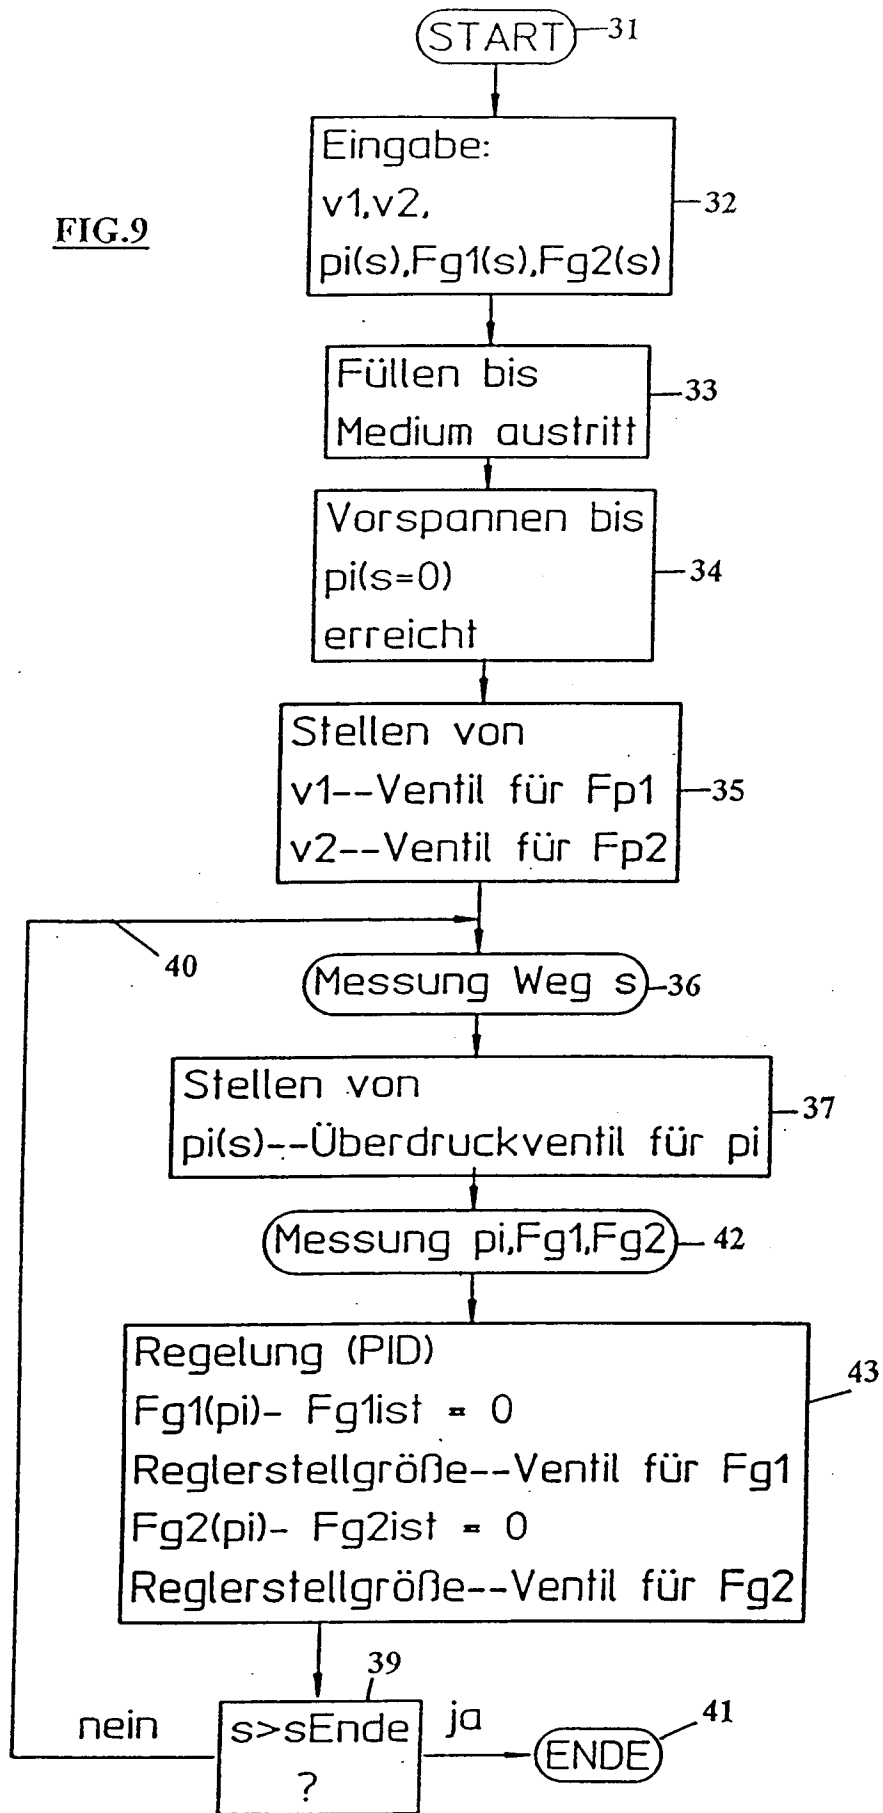 START
31
Eingabe:
v1,v2,
pi(s),Fg1(s),Fg2(s)
32
FIG.9
Füllen bis
Medium austritt
33
Vorspannen bis
pi(s=0)
erreicht
34
Stellen von
v1--Ventil für Fp1
v2--Ventil für Fp2
35
40
Messung Weg s
36
Stellen von
pi(s)--Überdruckventil für pi
37
Messung pi,Fg1,Fg2
42
Regelung (PID)
Fg1(pi)- Fg1ist = 0
Reglerstellgröße--Ventil für Fg1
Fg2(pi)- Fg2ist = 0
Reglerstellgröße--Ventil für Fg2
43
39
nein
s>sEnde
?
ja
ENDE
41